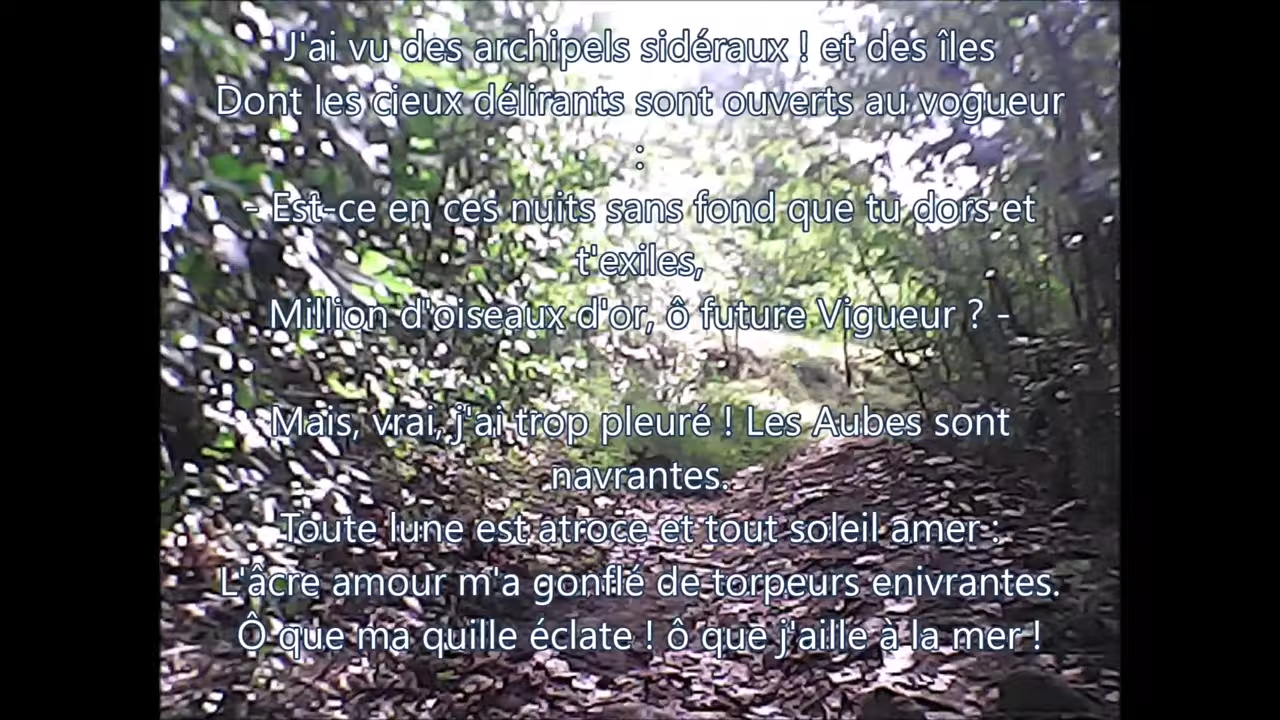 J'ai vu des archipels sidéraux ! et des îles
Dont les cieux délirants sont ouverts au vogueur
:
- Est-ce en ces nuits sans fond que tu dors et
t'exiles,
Million d'oiseaux d'or, ô future Vigueur ? -
Mais, vrai, j'ai trop pleuré ! Les Aubes sont
navrantes.
Toute lune est atroce et tout soleil amer :
L'âcre amour m'a gonflé de torpeurs enivrantes.
Ô que ma quille éclate ! ô que j'aille à la mer !